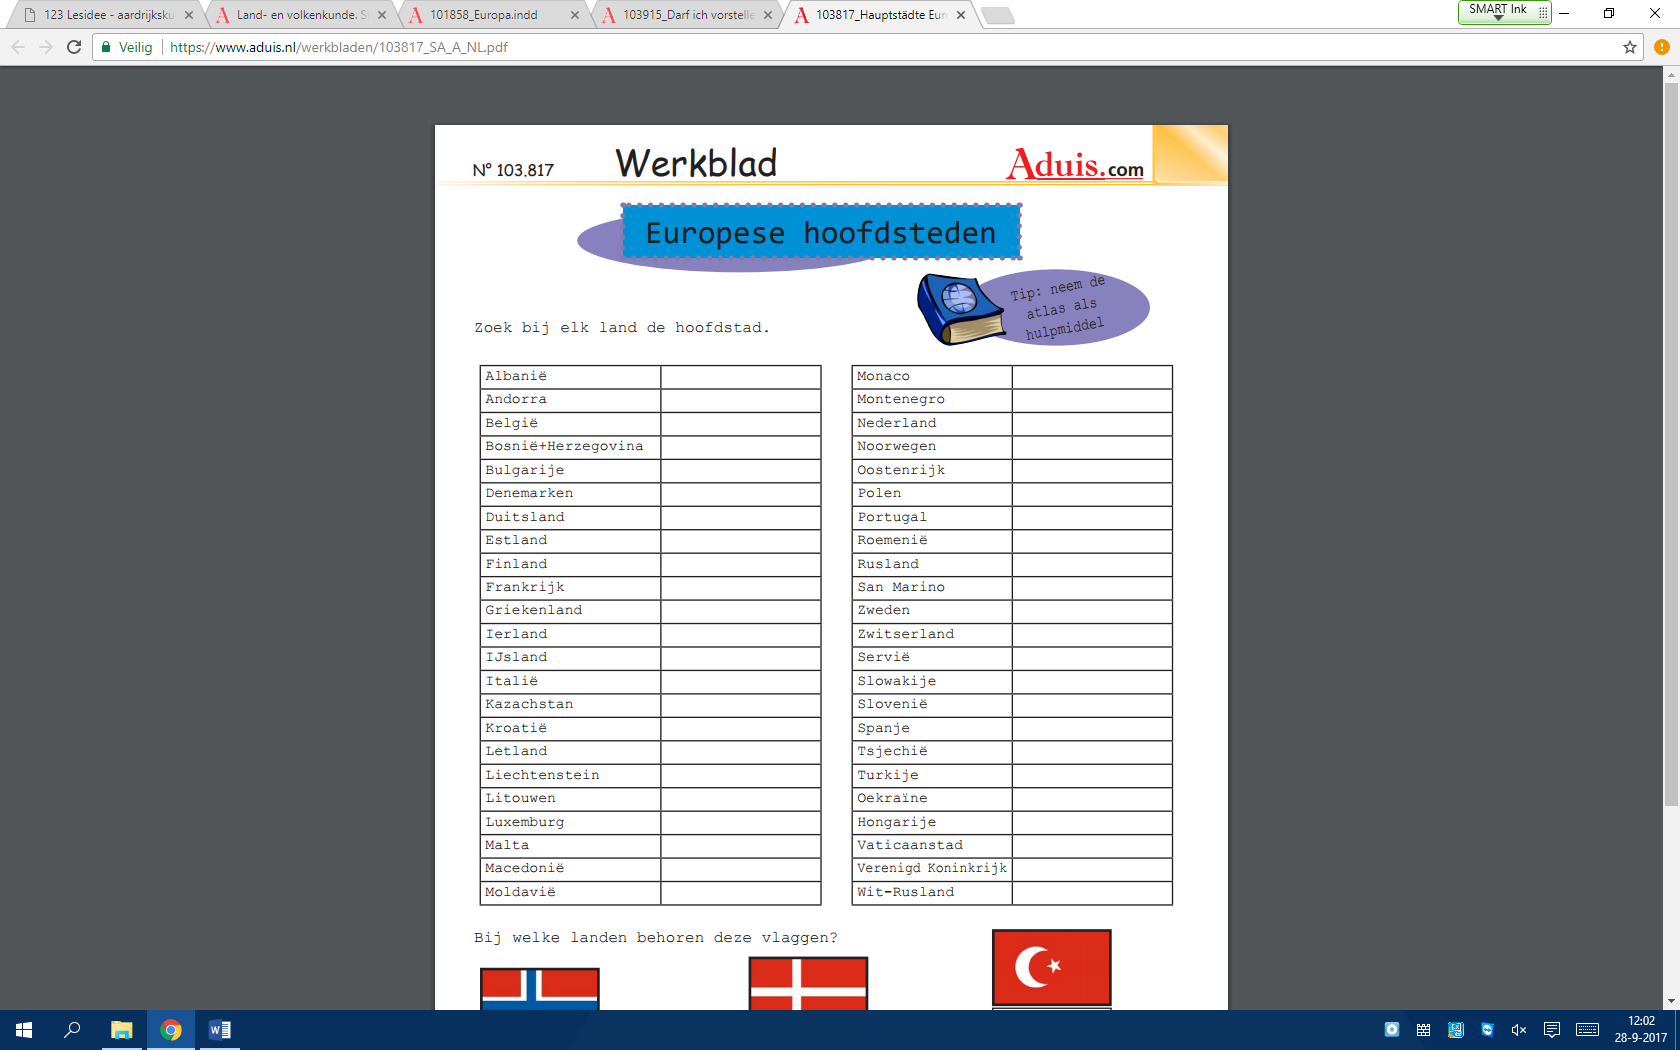 123 Lesidee - aardrijksku
Land- en volkenkunde. S
101858_Europa.indd
103915_Darf ich vorstelle
103817_Hauptstädte Eur
SMART Ink
Veilig
https://www.aduis.nl/werkbladen/103817_SA_A_NL.pdf
Nº 103.817
Werkblad
Aduis.com
Europese hoofdsteden
Tip: neem de
atlas als
hulpmiddel
Zoek bij elk land de hoofdstad.
Albanië
Andorra
België
Bosnië+Herzegovina
Bulgarije
Denemarken
Duitsland
Estland
Finland
Frankrijk
Griekenland
Ierland
IJsland
Italië
Kazachstan
Kroatië
Letland
Liechtenstein
Litouwen
Luxemburg
Malta
Macedonië
Moldavië
Monaco
Montenegro
Nederland
Noorwegen
Oostenrijk
Polen
Portugal
Roemenië
Rusland
San Marino
Zweden
Zwitserland
Servië
Slowakije
Slovenië
Spanje
Tsjechië
Turkije
Oekraïne
Hongarije
Vaticaanstad
Verenigd Koninkrijk
Wit-Rusland
Bij welke landen behoren deze vlaggen?
12:02
28-9-2017